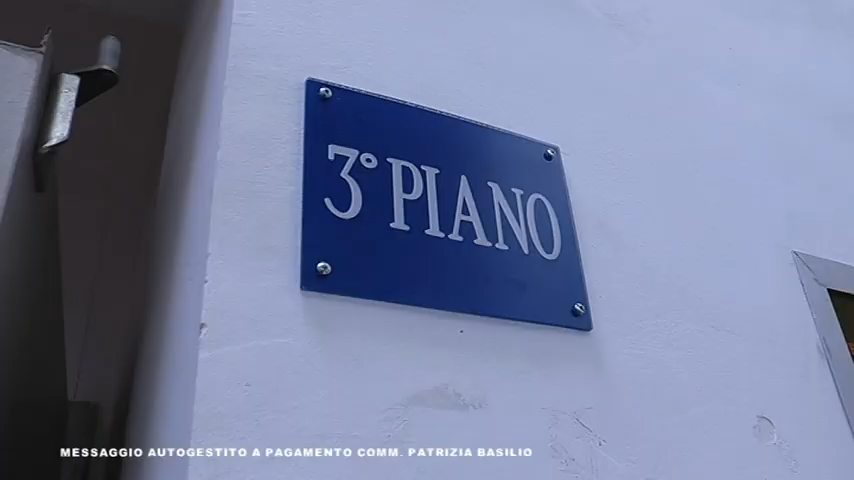 3° PIANO
MESSAGGIO AUTOGESTITO A PAGAMENTO COMM. PATRIZIA BASILIO